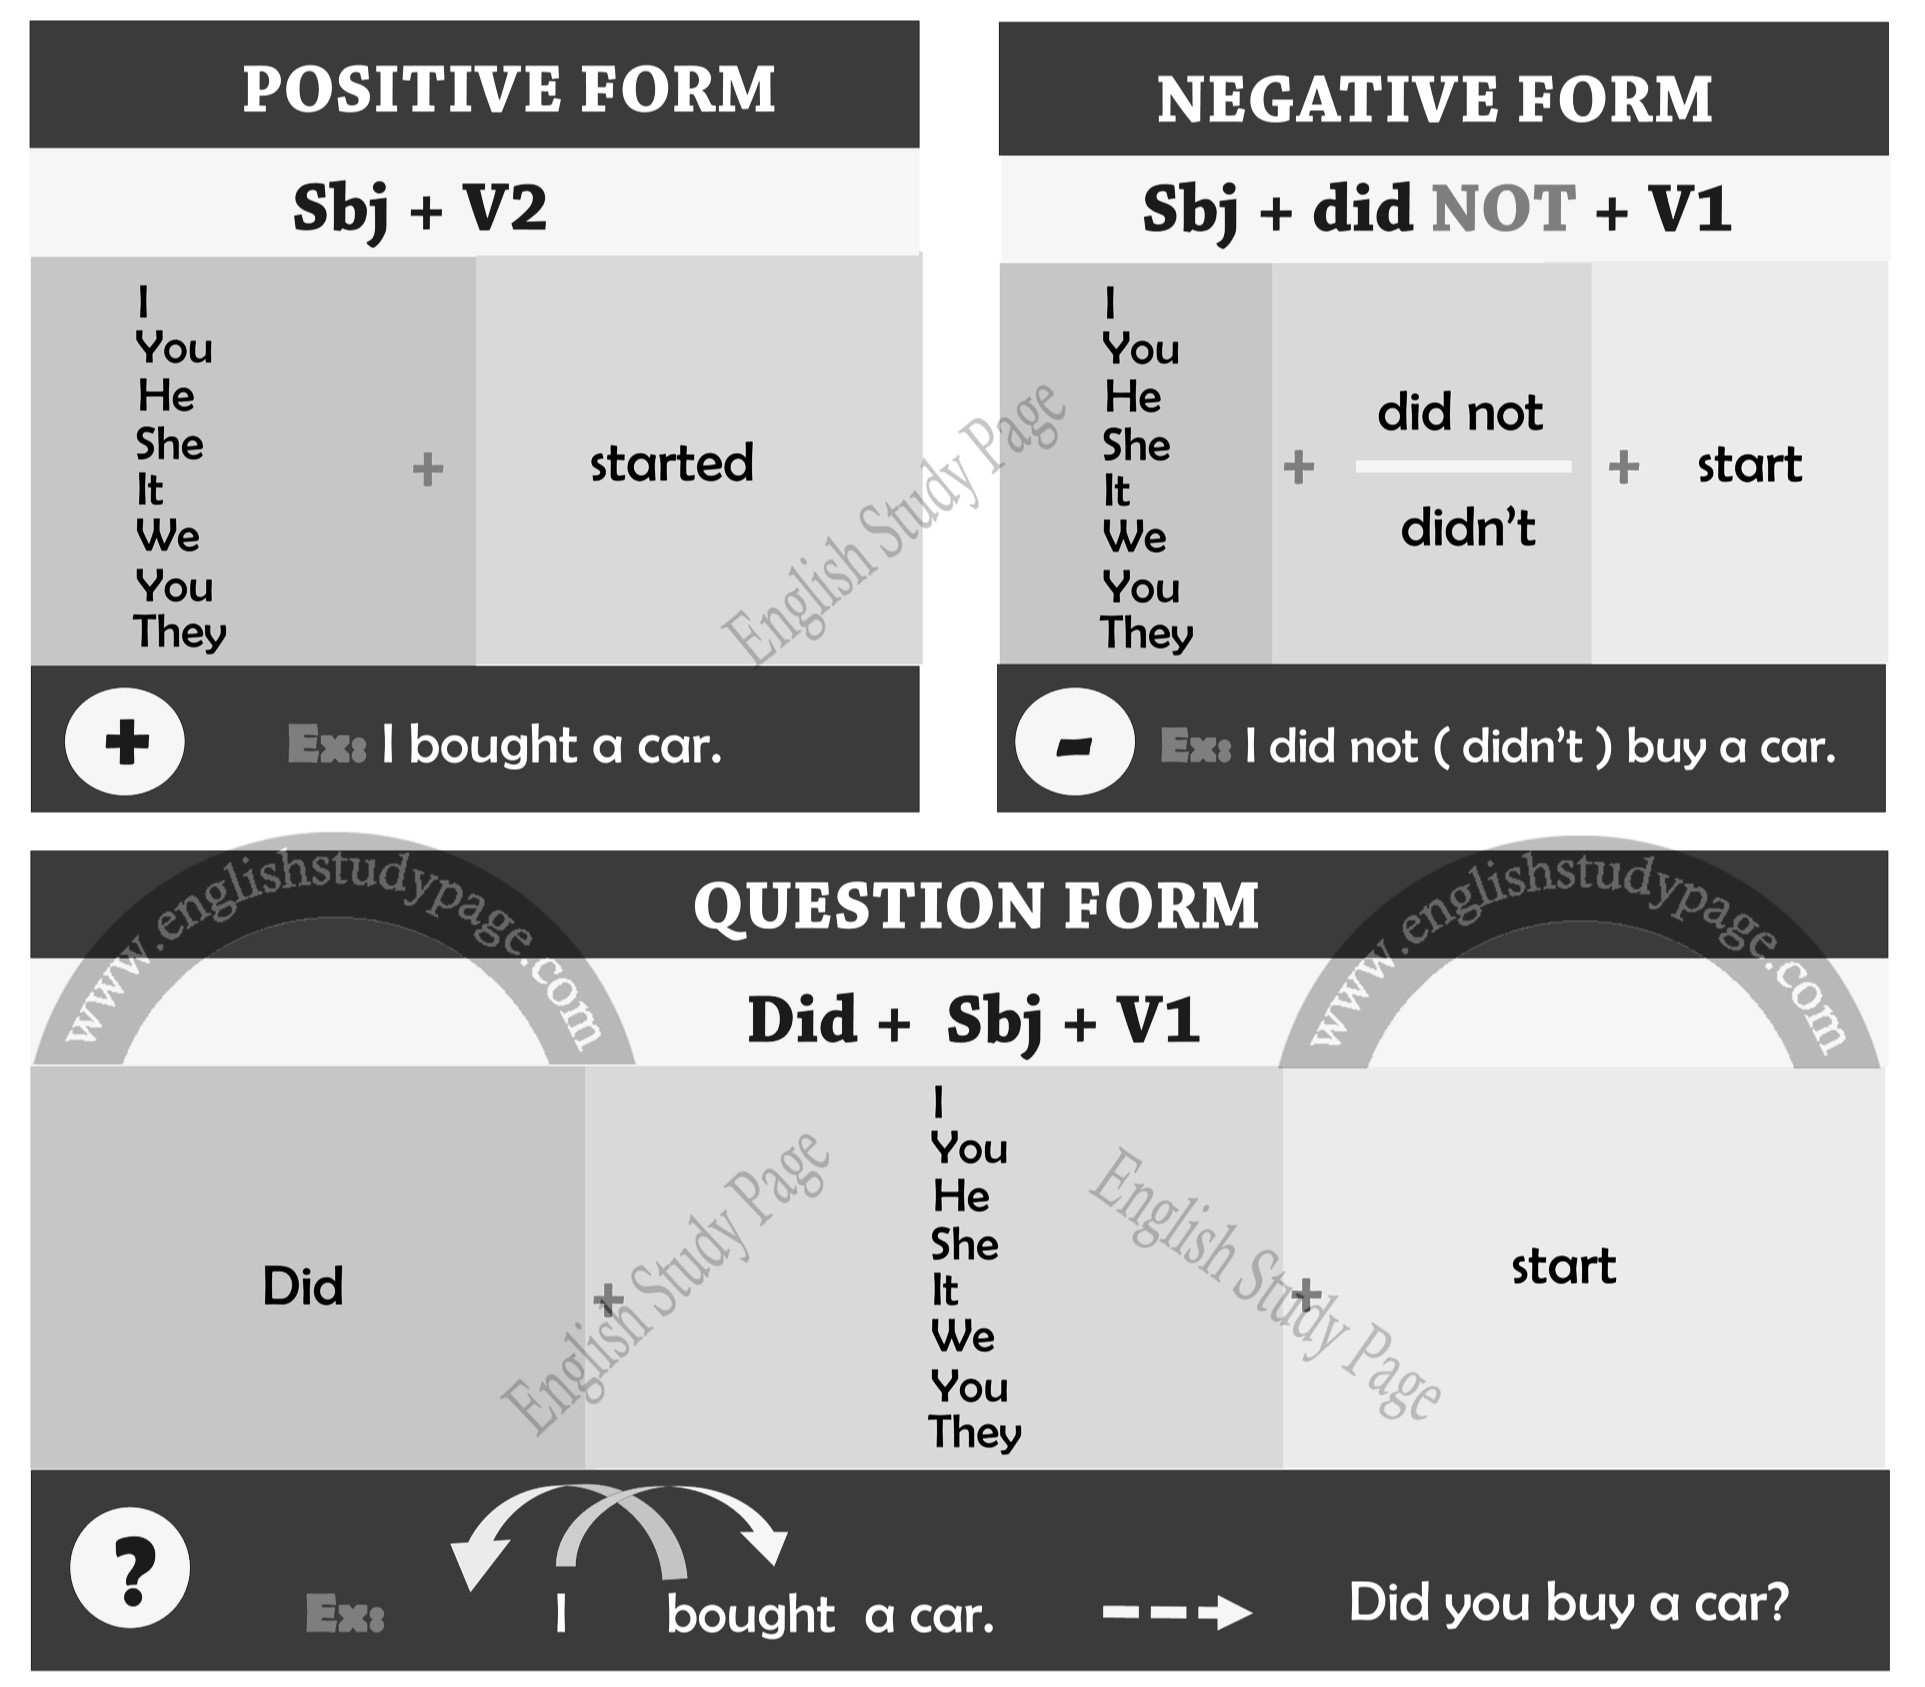 POSITIVE FORM
Sbj + V2
I
You
He
She
It
We
You
They
+
started
+
Ex: I bought a car.
NEGATIVE FORM
Sbj + did NOT + V1
I
You
He
She
It
We
You
They
+
did not
didn't
+
start
-
Ex: I did not ( didn't ) buy a car.
English Study Page
www.englishstudypage.com
QUESTION FORM
www.englishstudypage.com
Did + Sbj + V1
Did
+
I
You
He
She
It
We
You
They
+
start
English Study Page
English Study Page
?
Ex: I bought a car.
Did you buy a car?